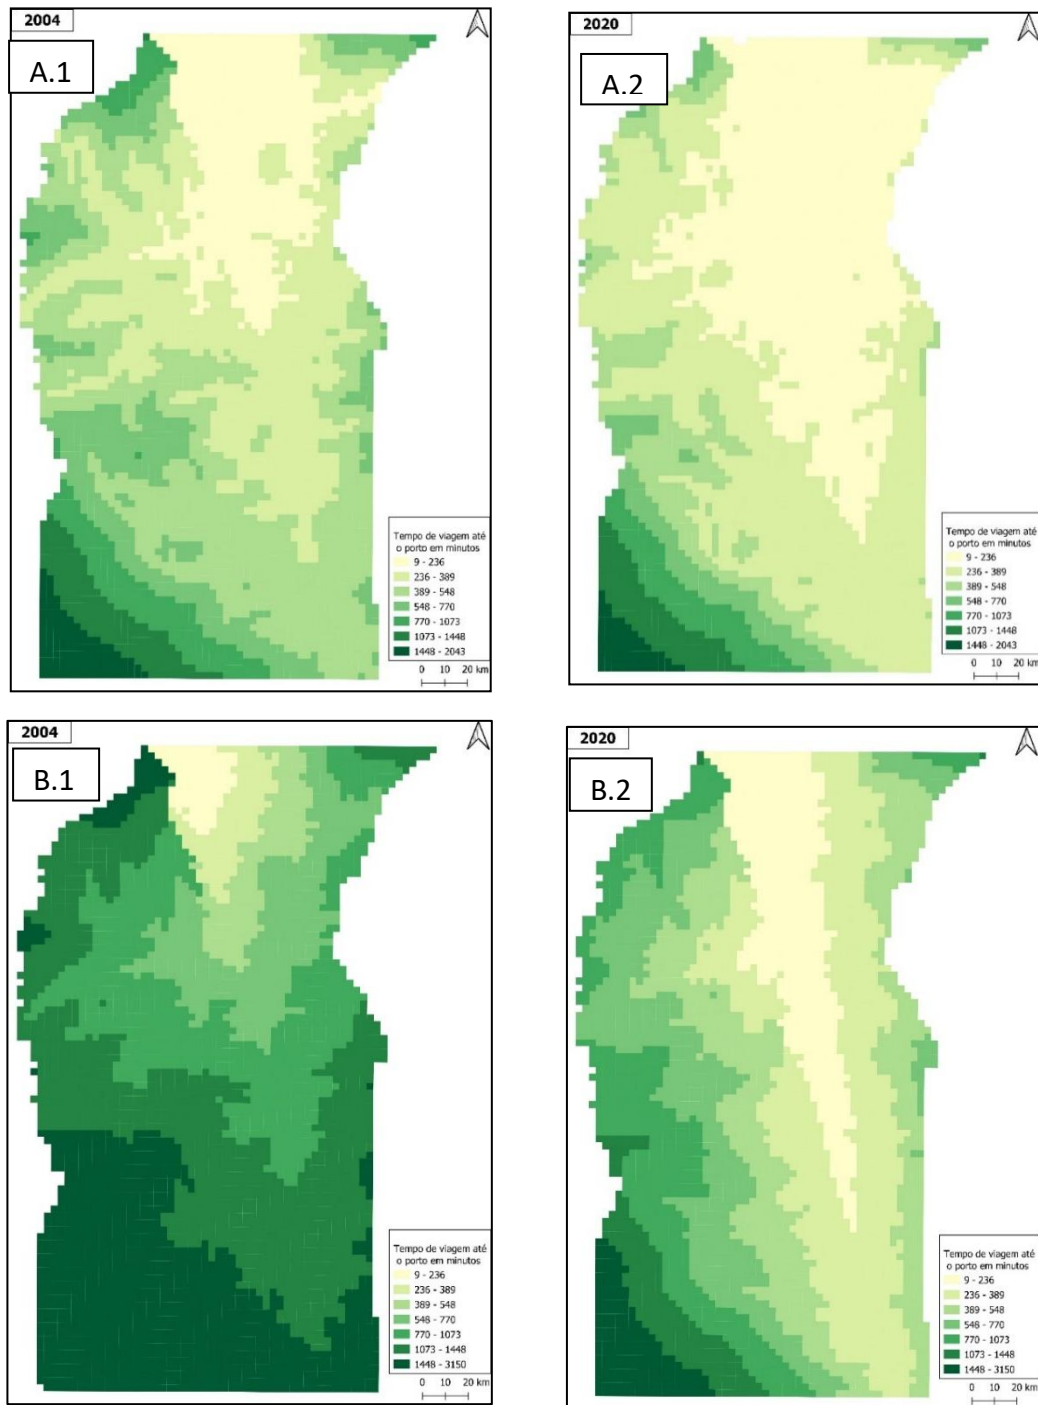 2004
A.1
Tempo de viagem até
o porto em minutos
9 - 236
236 - 389
389 - 548
548 - 770
770 - 1073
1073 - 1448
1448 - 2043
0 10 20 km
2020
A.2
Tempo de viagem até
o porto em minutos
9 - 236
236 - 389
389 - 548
548 - 770
770 - 1073
1073 - 1448
1448 - 2043
0 10 20 km
2004
B.1
Tempo de viagem até
o porto em minutos
9 - 236
236 - 389
389 - 548
548 - 770
770 - 1073
1073 - 1448
1448 - 3150
0 10 20 km
2020
B.2
Tempo de viagem até
o porto em minutos
9 - 236
236 - 389
389 - 548
548 - 770
770 - 1073
1073 - 1448
1448 - 3150
0 10 20 km